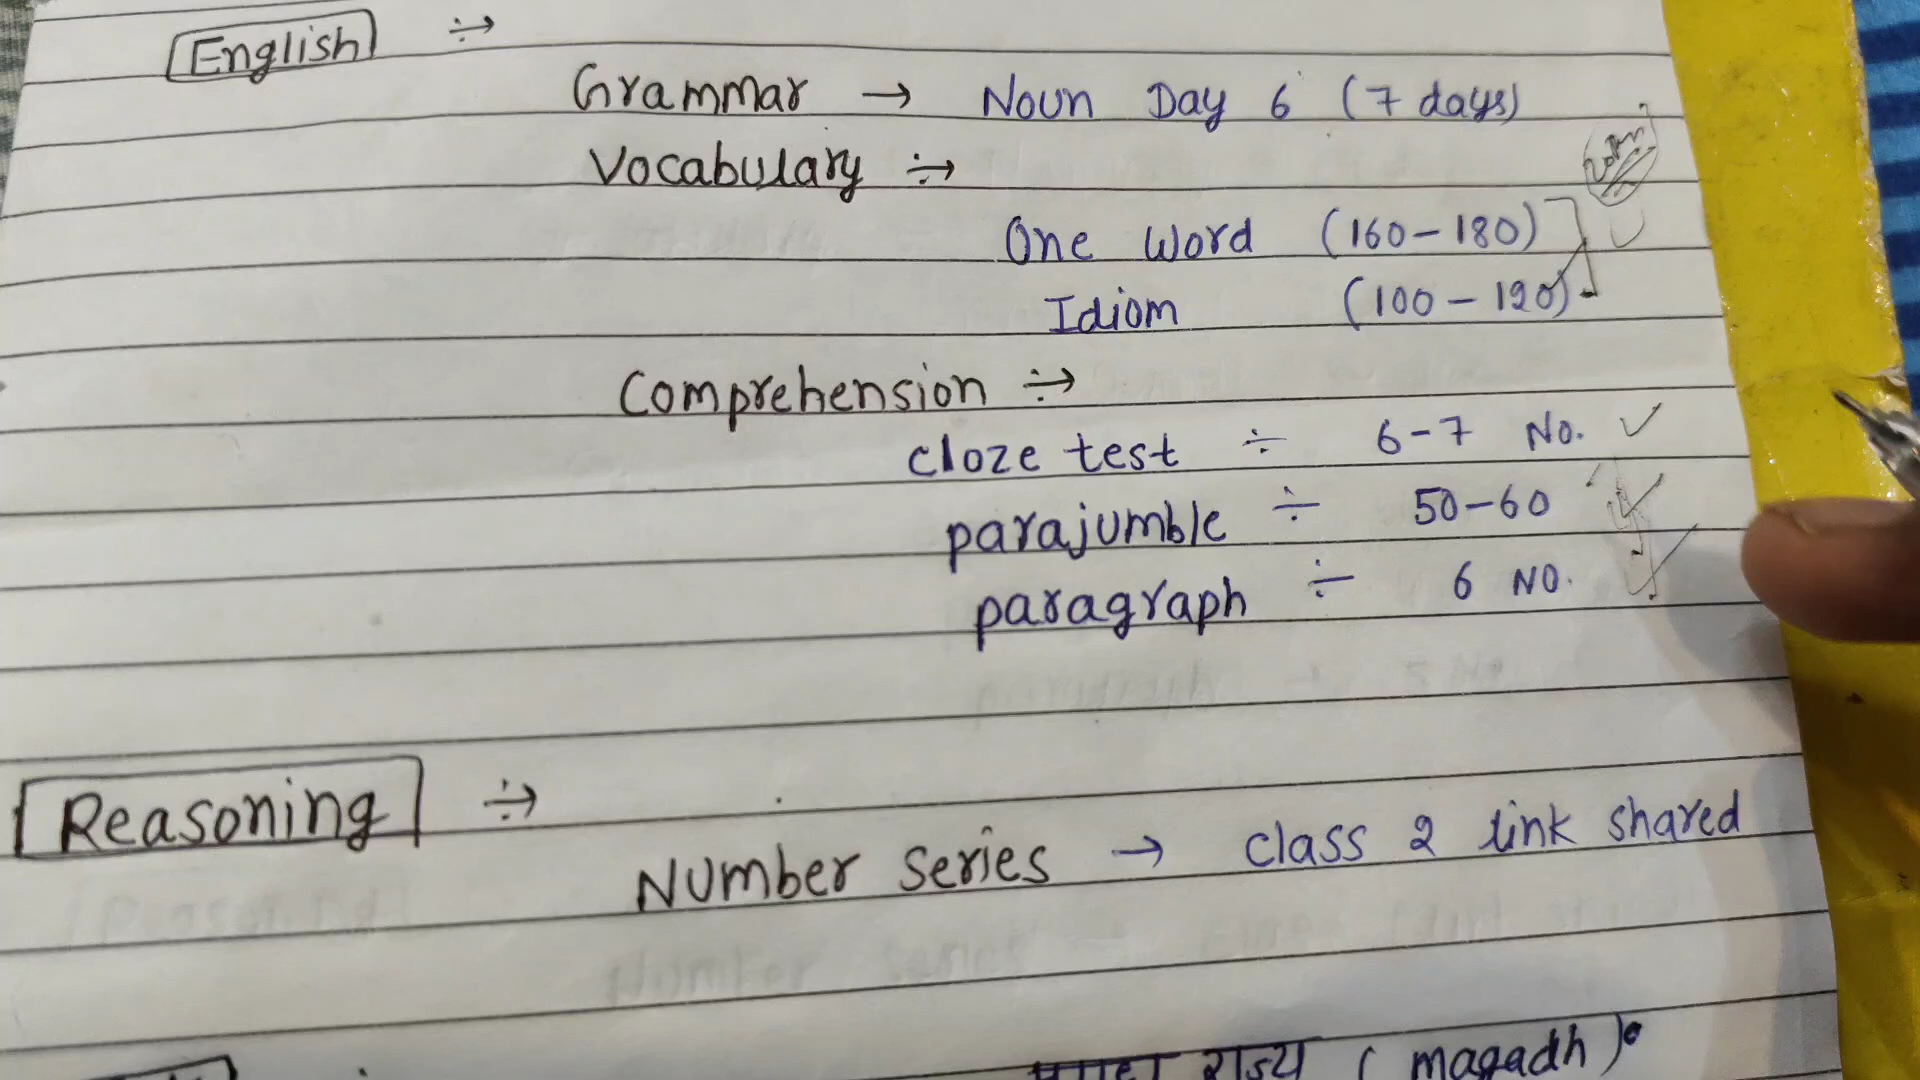 English ÷→
Grammar → Noun Day 6 (7 days)
Vocabulary ÷→
One Word (160-180)
Idiom (100-120)
Comprehension ÷→
cloze test ÷ 6-7 No.
parajumble ÷ 50-60
paragraph ÷ 6 NO.
Reasoning ÷→
Number series → class 2 link shared
राज्य (magadh)